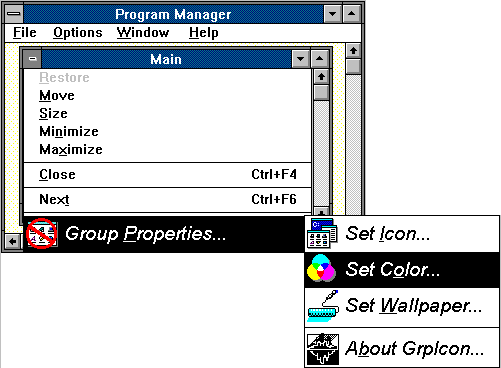 Program Manager
File Options Window Help
Main
Restore
Move
Size
Minimize
Maximize
Close Ctrl+F4
Next Ctrl+F6
Group Properties...
Set Icon...
Set Color...
Set Wallpaper...
About GrpIcon...